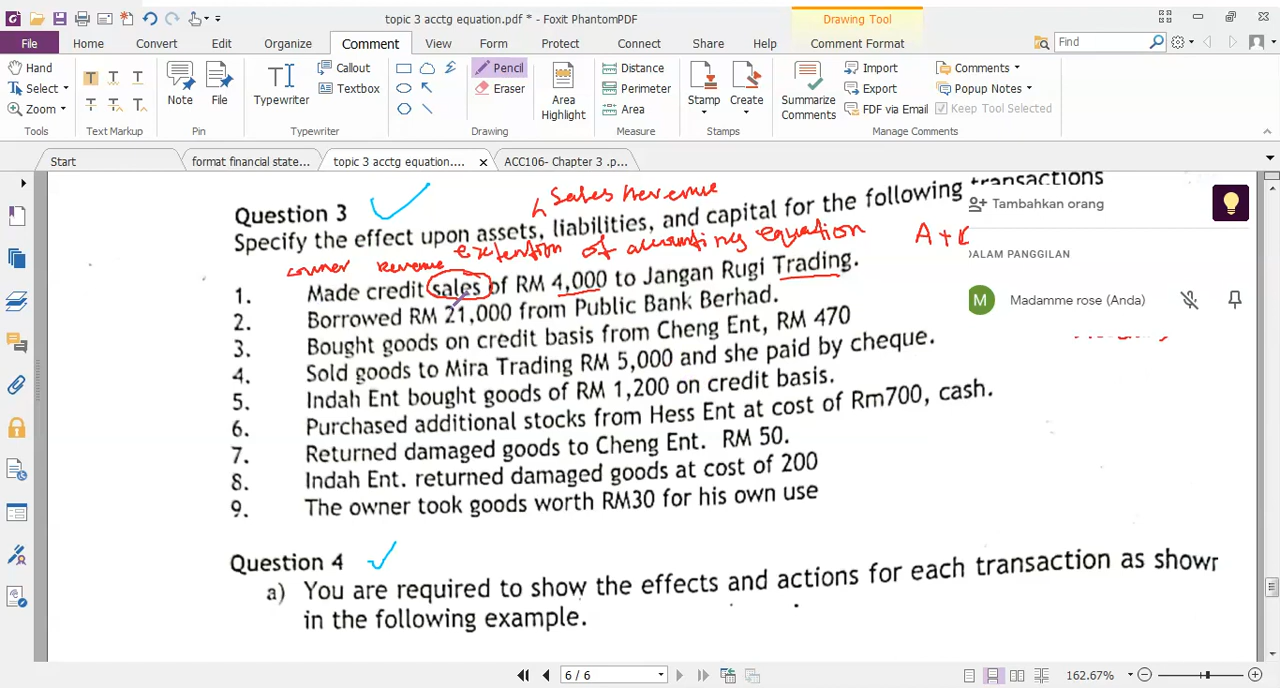 topic 3 acctg equation.pdf * - Foxit PhantomPDF
Drawing Tool
File Home Convert Edit Organize Comment View Form Protect Connect Share Help Comment Format
Find
Hand
Select
Zoom
Tools
T T T
T T T
Text Markup
Note
File
Pin
Typewriter
Callout
Textbox
Typewriter
Pencil
Eraser
Drawing
Area Highlight
Distance
Perimeter
Area
Measure
Stamp
Create
Stamps
Summarize Comments
Import
Export
FDF via Email
Comments
Popup Notes
Keep Tool Selected
Manage Comments
Start
format financial state...
topic 3 acctg equation....
ACC106- Chapter 3 .p...
Sales Revenue
Question 3
Specify the effect upon assets, liabilities, and capital for the following transactions
owner revenue extention of accounting equation
A+
1. Made credit sales of RM 4,000 to Jangan Rugi Trading.
2. Borrowed RM 21,000 from Public Bank Berhad.
3. Bought goods on credit basis from Cheng Ent, RM 470
4. Sold goods to Mira Trading RM 5,000 and she paid by cheque.
5. Indah Ent bought goods of RM 1,200 on credit basis.
6. Purchased additional stocks from Hess Ent at cost of Rm700, cash.
7. Returned damaged goods to Cheng Ent. RM 50.
8. Indah Ent. returned damaged goods at cost of 200
9. The owner took goods worth RM30 for his own use
Tambahkan orang
DALAM PANGGILAN
M Madamme rose (Anda)
Question 4
a) You are required to show the effects and actions for each transaction as shown
in the following example.
6 / 6
162.67%